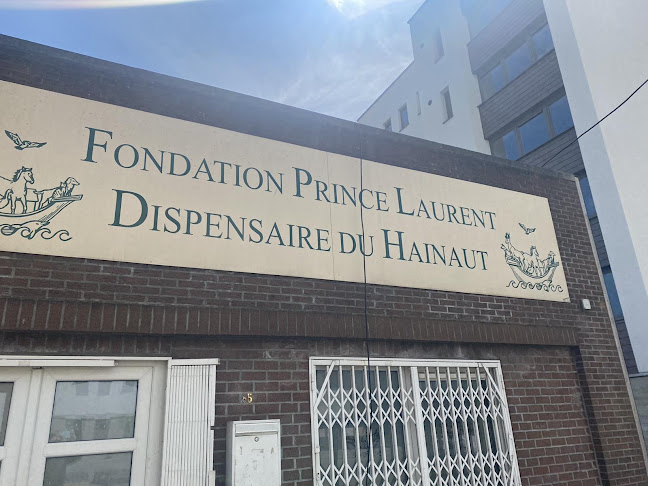 FONDATION PRINCE LAURENT
DISPENSAIRE DU HAINAUT